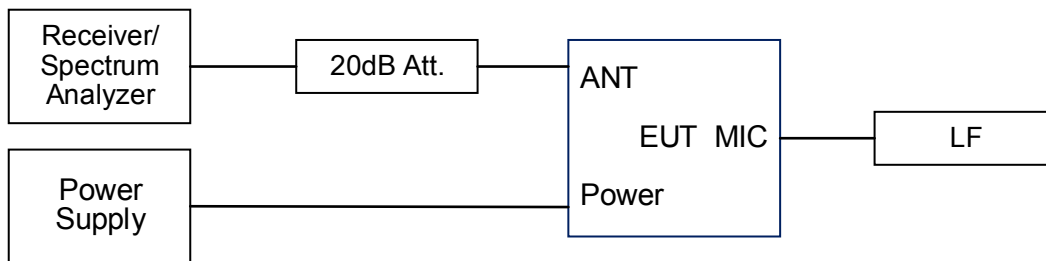 Receiver/
Spectrum
Analyzer
20dB Att.
ANT
EUT MIC
LF
Power
Power
Supply